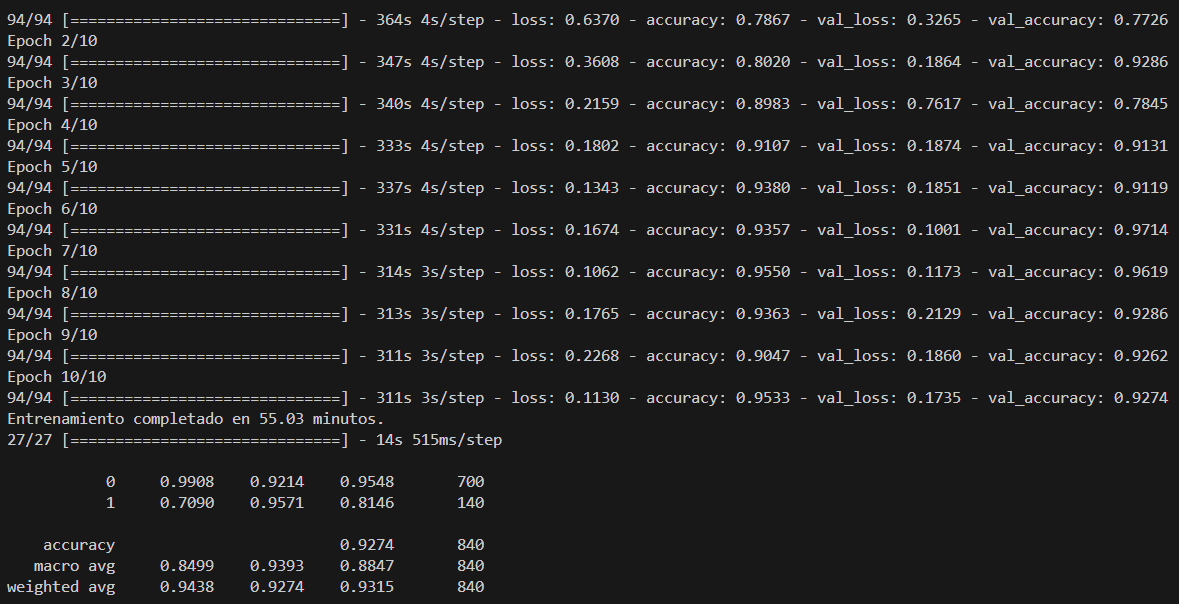 94/94 [==============================] - 364s 4s/step - loss: 0.6370 - accuracy: 0.7867 - val_loss: 0.3265 - val_accuracy: 0.7726
Epoch 2/10
94/94 [==============================] - 347s 4s/step - loss: 0.3608 - accuracy: 0.8020 - val_loss: 0.1864 - val_accuracy: 0.9286
Epoch 3/10
94/94 [==============================] - 340s 4s/step - loss: 0.2159 - accuracy: 0.8983 - val_loss: 0.7617 - val_accuracy: 0.7845
Epoch 4/10
94/94 [==============================] - 333s 4s/step - loss: 0.1802 - accuracy: 0.9107 - val_loss: 0.1874 - val_accuracy: 0.9131
Epoch 5/10
94/94 [==============================] - 337s 4s/step - loss: 0.1343 - accuracy: 0.9380 - val_loss: 0.1851 - val_accuracy: 0.9119
Epoch 6/10
94/94 [==============================] - 331s 4s/step - loss: 0.1674 - accuracy: 0.9357 - val_loss: 0.1001 - val_accuracy: 0.9714
Epoch 7/10
94/94 [==============================] - 314s 3s/step - loss: 0.1062 - accuracy: 0.9550 - val_loss: 0.1173 - val_accuracy: 0.9619
Epoch 8/10
94/94 [==============================] - 313s 3s/step - loss: 0.1765 - accuracy: 0.9363 - val_loss: 0.2129 - val_accuracy: 0.9286
Epoch 9/10
94/94 [==============================] - 311s 3s/step - loss: 0.2268 - accuracy: 0.9047 - val_loss: 0.1860 - val_accuracy: 0.9262
Epoch 10/10
94/94 [==============================] - 311s 3s/step - loss: 0.1130 - accuracy: 0.9533 - val_loss: 0.1735 - val_accuracy: 0.9274
Entrenamiento completado en 55.03 minutos.
27/27 [==============================] - 14s 515ms/step
0 0.9908 0.9214 0.9548 700
1 0.7090 0.9571 0.8146 140
accuracy 0.9274 840
macro avg 0.8499 0.9393 0.8847 840
weighted avg 0.9438 0.9274 0.9315 840